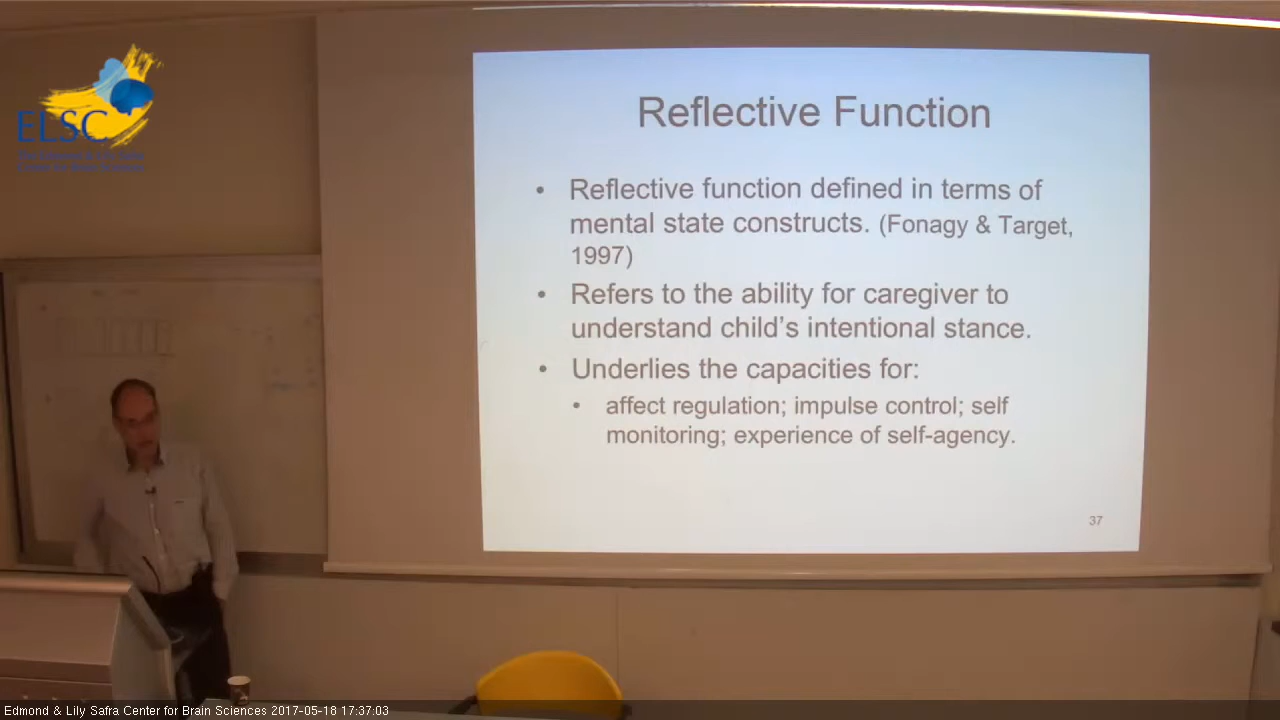 ELSC
Reflective Function
• Reflective function defined in terms of
mental state constructs. (Fonagy & Target,
1997)
• Refers to the ability for caregiver to
understand child's intentional stance.
• Underlies the capacities for:
• affect regulation; impulse control; self
monitoring; experience of self-agency.
37
Edmond & Lily Safra Center for Brain Sciences 2017-05-18 17:37:03